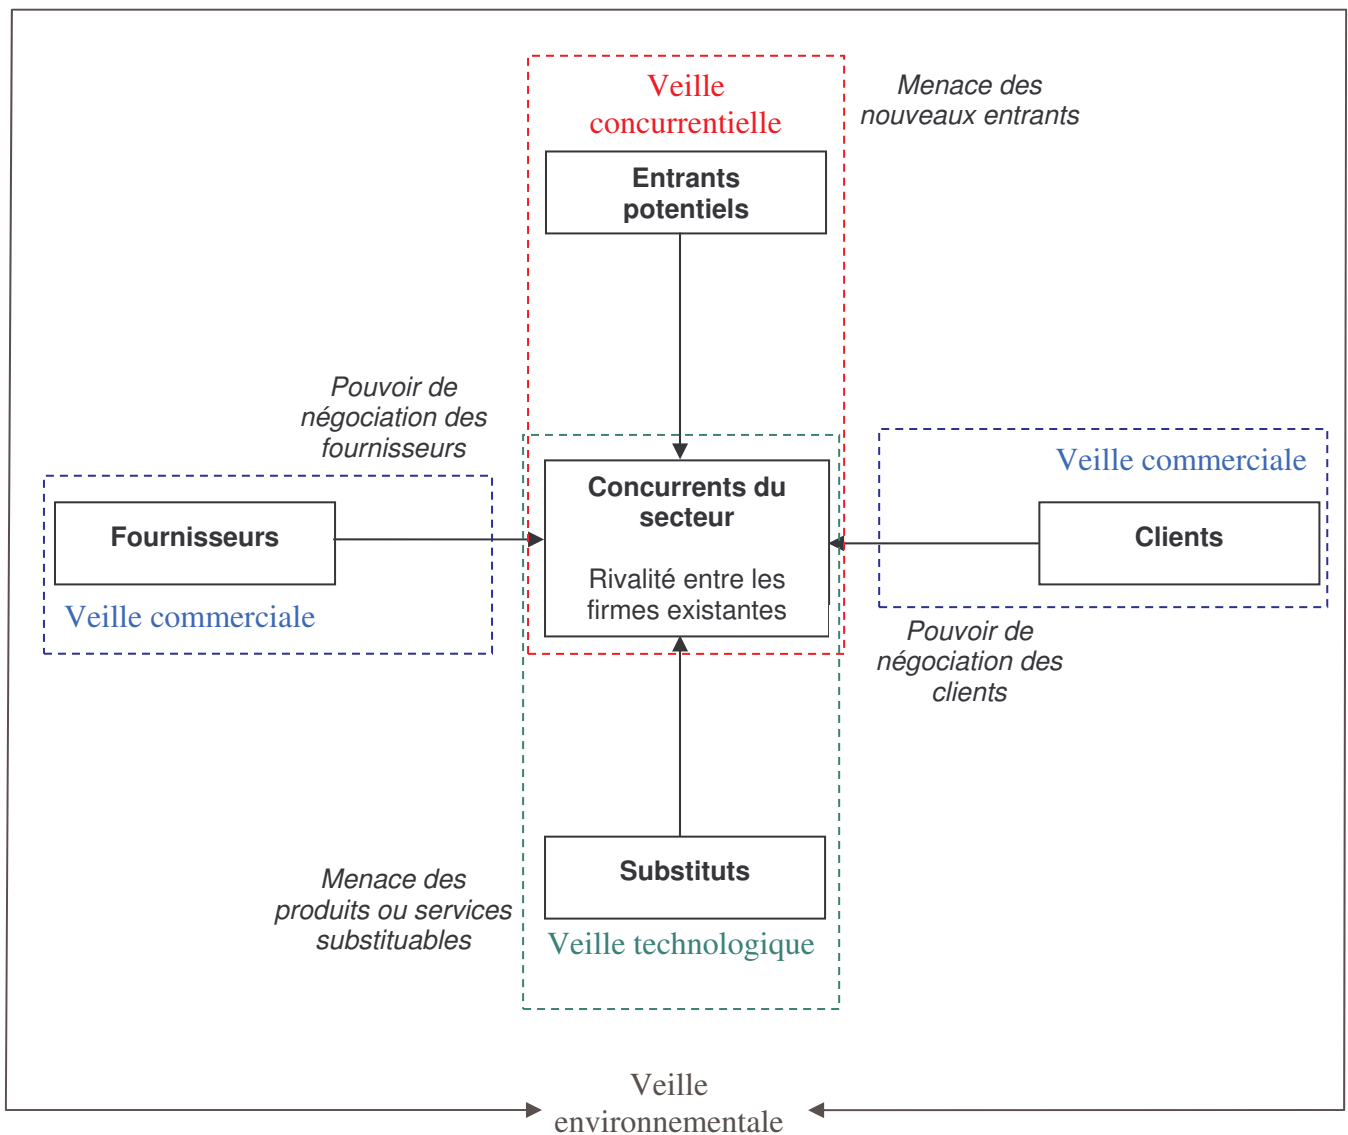 Veille
concurrentielle
Menace des
nouveaux entrants
Entrants
potentiels
Pouvoir de
négociation des
fournisseurs
Veille commerciale
Concurrents du
secteur
Fournisseurs
Clients
Rivalité entre les
firmes existantes
Veille commerciale
Pouvoir de
négociation des
clients
Substituts
Menace des
produits ou services
substituables
Veille technologique
Veille
environnementale